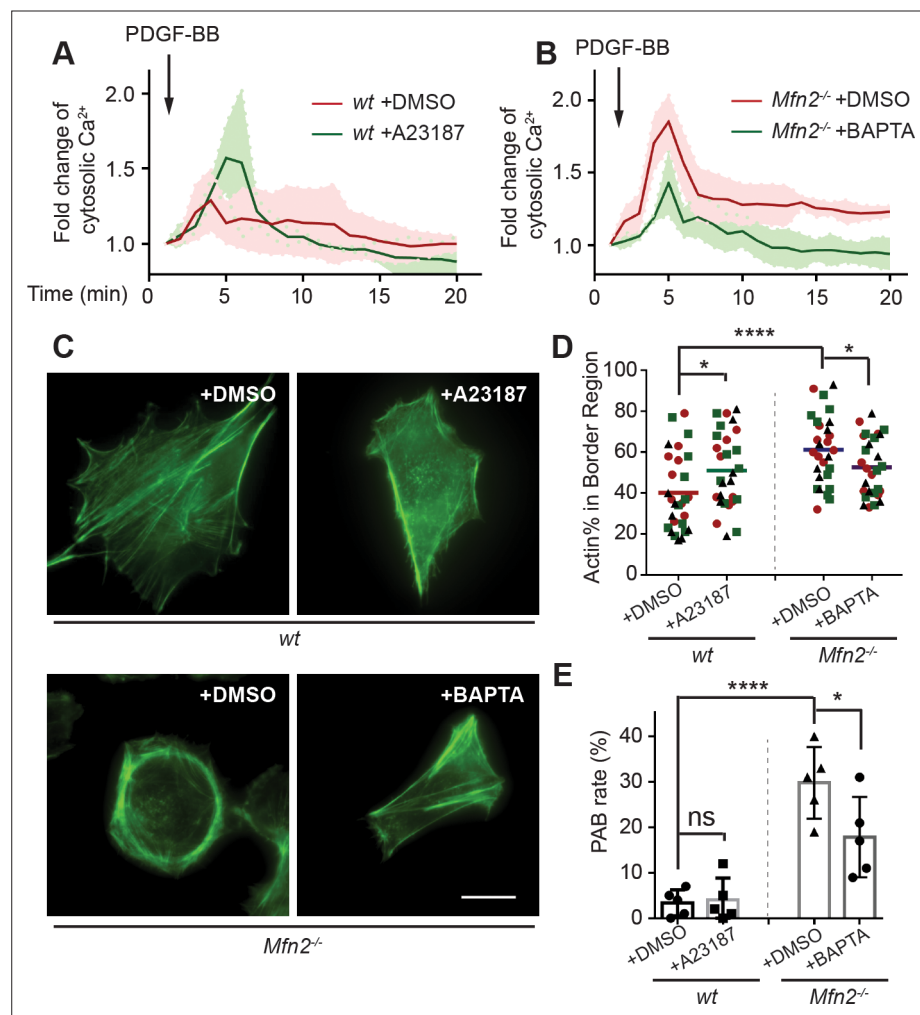 A
PDGF-BB
Fold change of
cytosolic Ca²⁺
2.0
1.5
1.0
wt +DMSO
wt +A23187
Time (min)
0
5
10
15
20
B
PDGF-BB
Fold change of
cytosolic Ca²⁺
2.0
1.5
1.0
Mfn2⁻/⁻ +DMSO
Mfn2⁻/⁻ +BAPTA
0
5
10
15
20
C
+DMSO
+A23187
wt
+DMSO
+BAPTA
Mfn2⁻/⁻
D
Actin% in Border Region
100
80
60
40
20
0
*
****
*
+DMSO
+A23187
+DMSO
+BAPTA
wt
Mfn2⁻/⁻
E
PAB rate (%)
40
30
20
10
0
ns
****
*
+DMSO
+A23187
+DMSO
+BAPTA
wt
Mfn2⁻/⁻